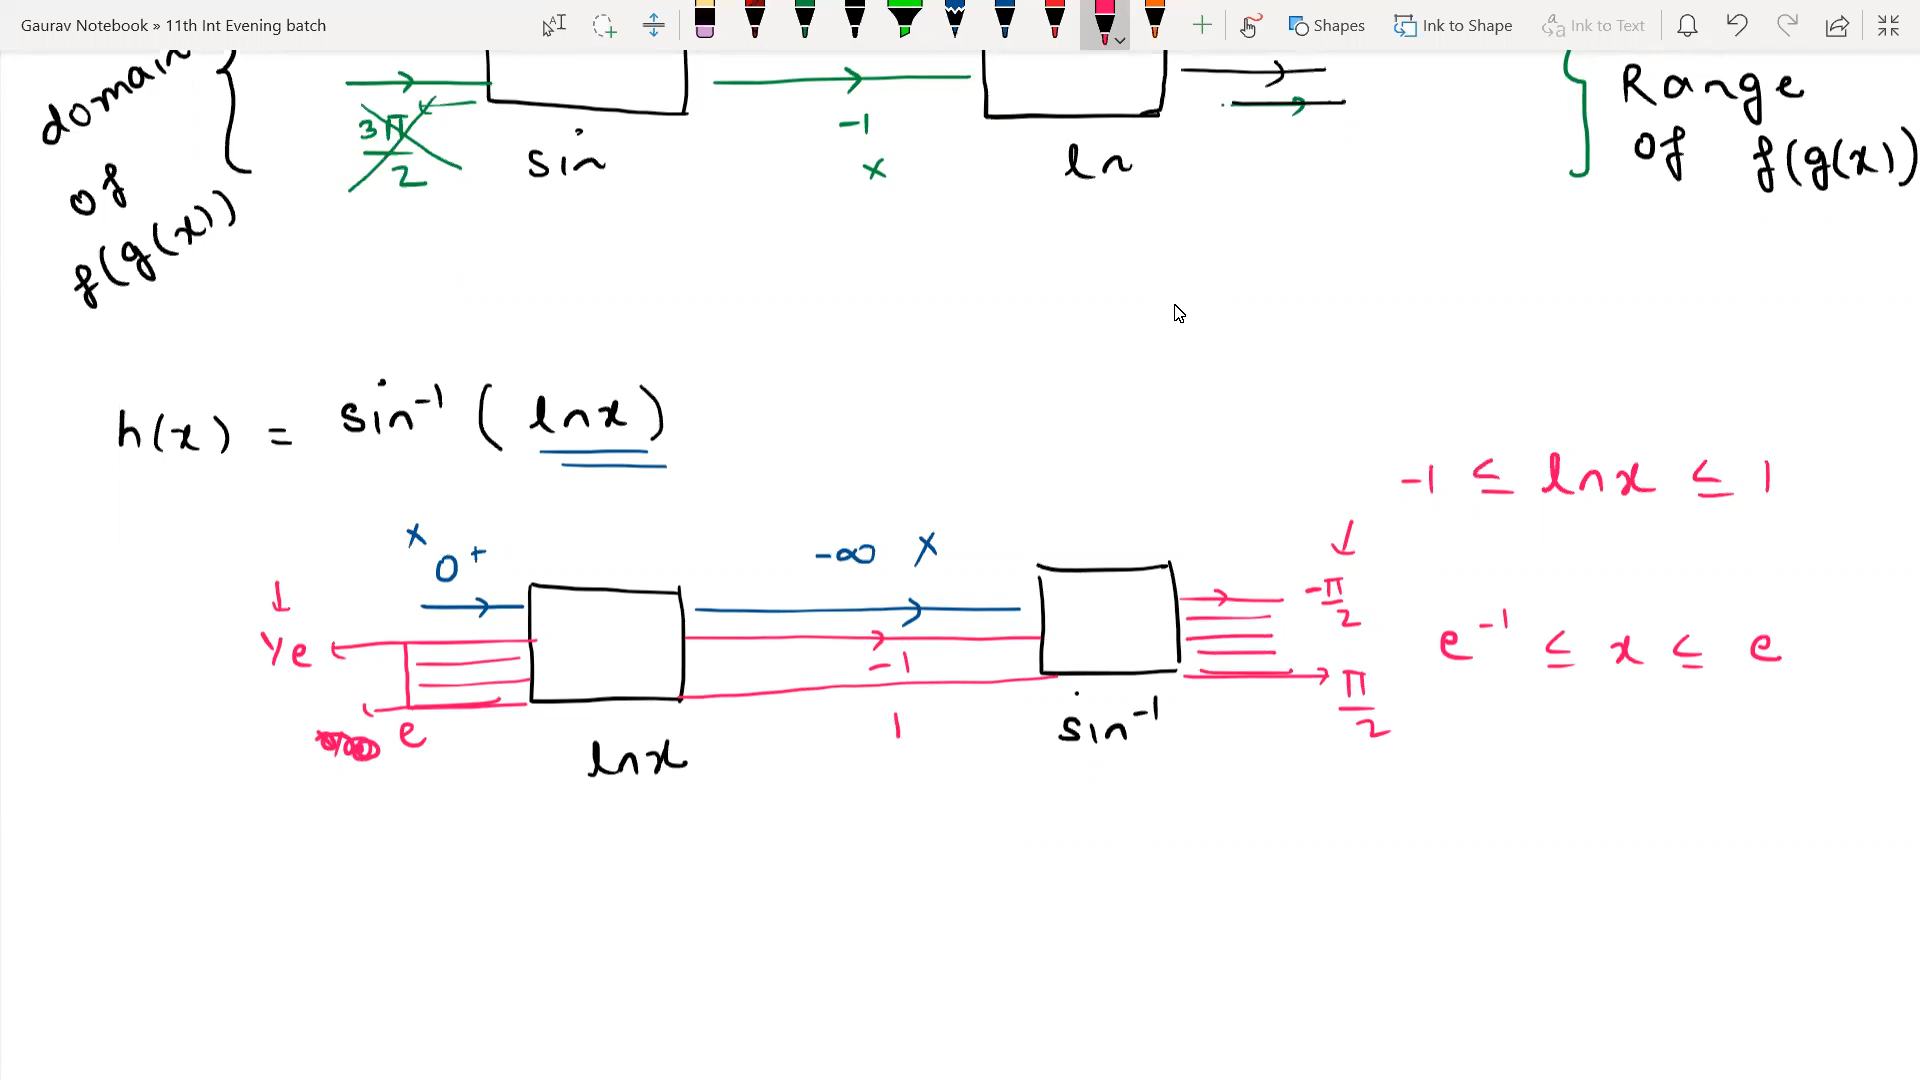 Gaurav Notebook » 11th Int Evening batch
Shapes
Ink to Shape
Ink to Text
domain
of
f(g(x))
3π/2
sin
-1
x
ln
Range
of f(g(x))
h(x) = sin⁻¹ (lnx)
-1 ≤ lnx ≤ 1
x
0⁺
-∞ x
↓
-π/2
↓
1/e
-1
e⁻¹ ≤ x ≤ e
π/2
e
1
sin⁻¹
lnx